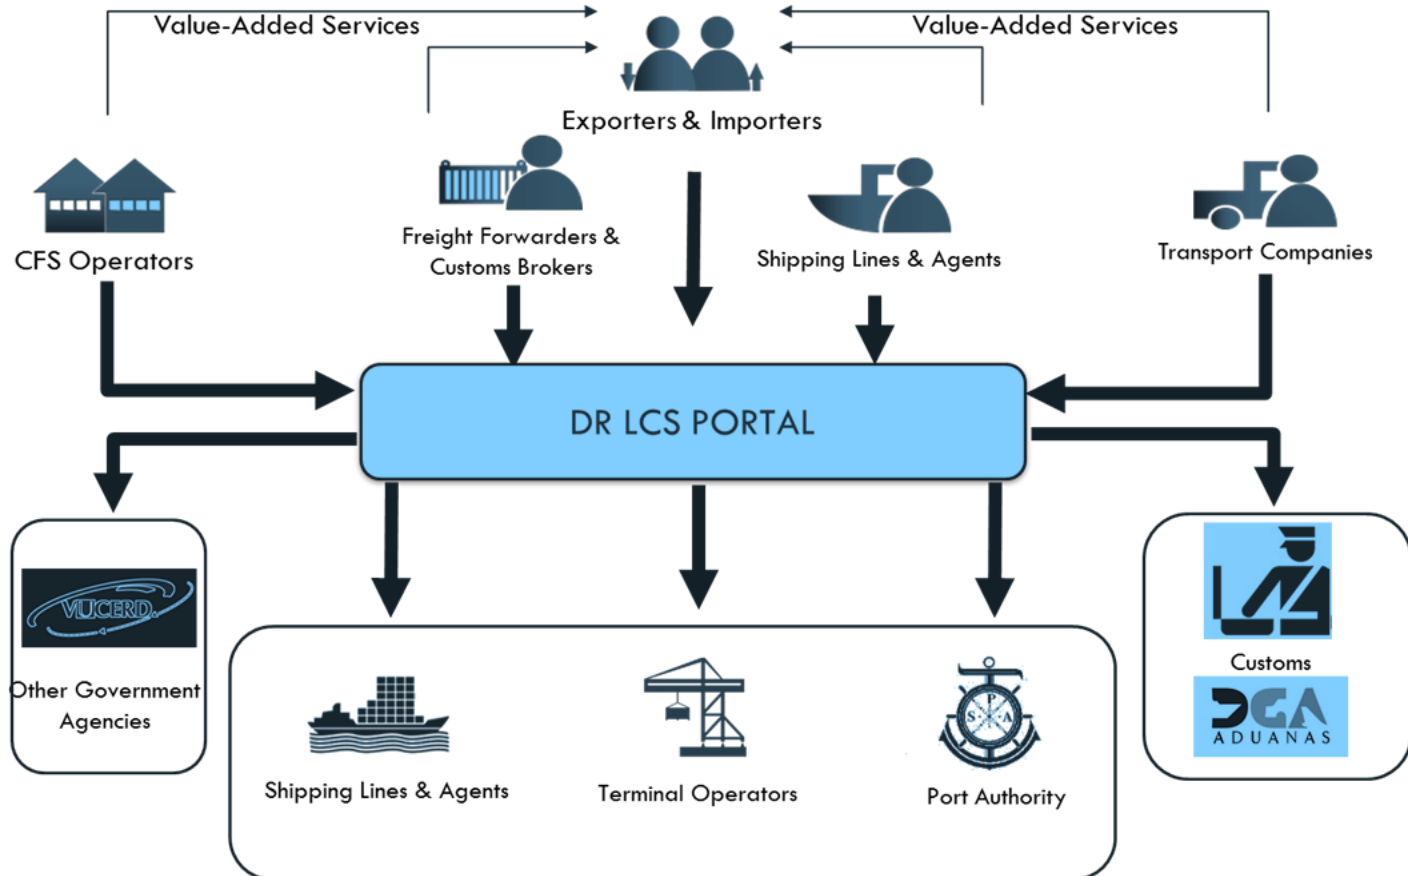 Value-Added Services
Value-Added Services
Exporters & Importers
CFS Operators
Freight Forwarders &
Customs Brokers
Shipping Lines & Agents
Transport Companies
DR LCS PORTAL
VUCERD
Other Government
Agencies
Shipping Lines & Agents
Terminal Operators
P
S A
Port Authority
Customs
DGA
ADUANAS